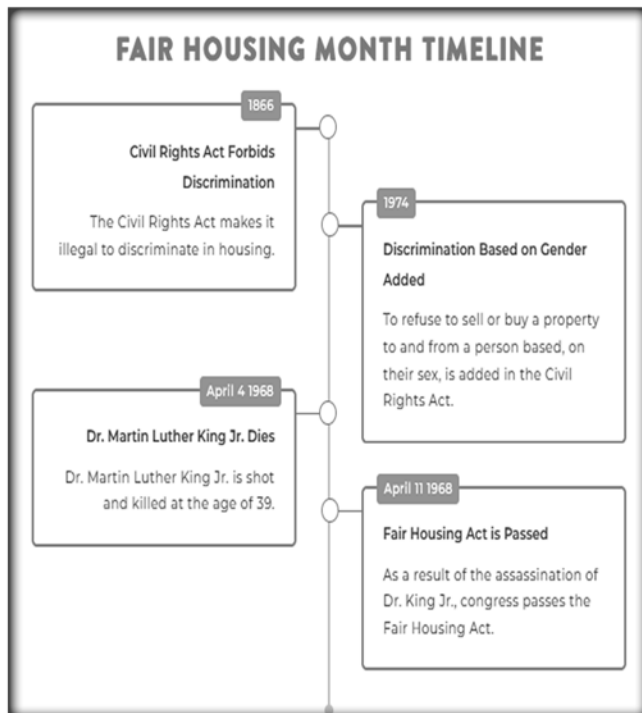 FAIR HOUSING MONTH TIMELINE
1866
Civil Rights Act Forbids
Discrimination
The Civil Rights Act makes it
illegal to discriminate in housing.
1974
Discrimination Based on Gender
Added
To refuse to sell or buy a property
to and from a person based, on
their sex, is added in the Civil
Rights Act.
April 4 1968
Dr. Martin Luther King Jr. Dies
Dr. Martin Luther King Jr. is shot
and killed at the age of 39.
April 11 1968
Fair Housing Act is Passed
As a result of the assassination of
Dr. King Jr., congress passes the
Fair Housing Act.